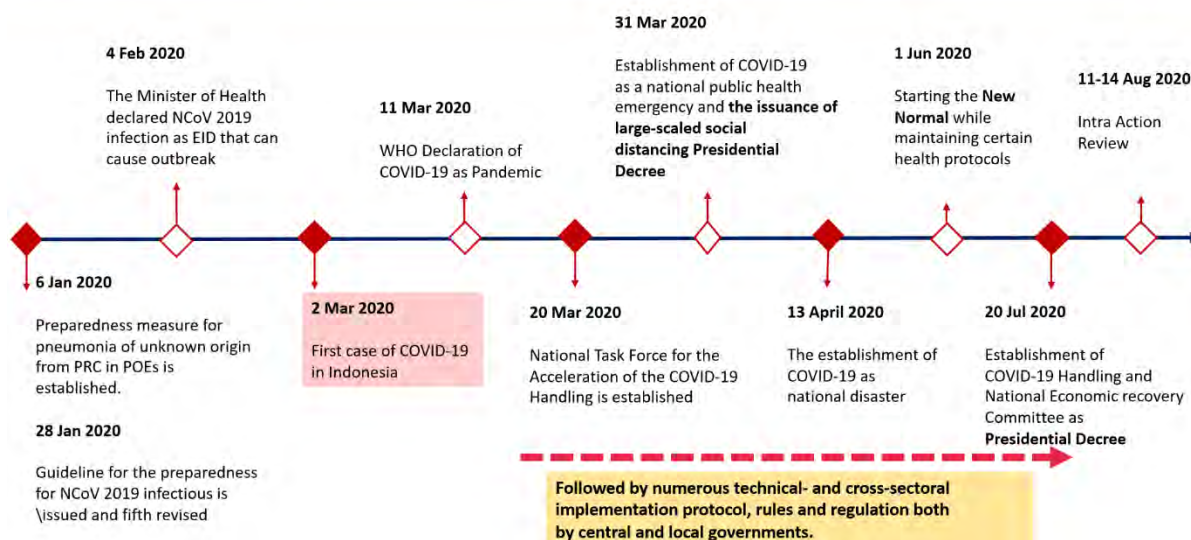 4 Feb 2020
The Minister of Health
declared NCoV 2019
infection as EID that can
cause outbreak
11 Mar 2020
WHO Declaration of
COVID-19 as Pandemic
31 Mar 2020
Establishment of COVID-19
as a national public health
emergency and the issuance of
large-scaled social
distancing Presidential
Decree
1 Jun 2020
Starting the New
Normal while
maintaining certain
health protocols
11-14 Aug 2020
Intra Action
Review
6 Jan 2020
Preparedness measure for
pneumonia of unknown origin
from PRC in POEs is
established.
28 Jan 2020
Guideline for the preparedness
for NCoV 2019 infectious is
\issued and fifth revised
2 Mar 2020
First case of COVID-19
in Indonesia
20 Mar 2020
National Task Force for the
Acceleration of the COVID-19
Handling is established
13 April 2020
The establishment of
COVID-19 as
national disaster
20 Jul 2020
Establishment of
COVID-19 Handling and
National Economic recovery
Committee as
Presidential Decree
Followed by numerous technical- and cross-sectoral
implementation protocol, rules and regulation both
by central and local governments.